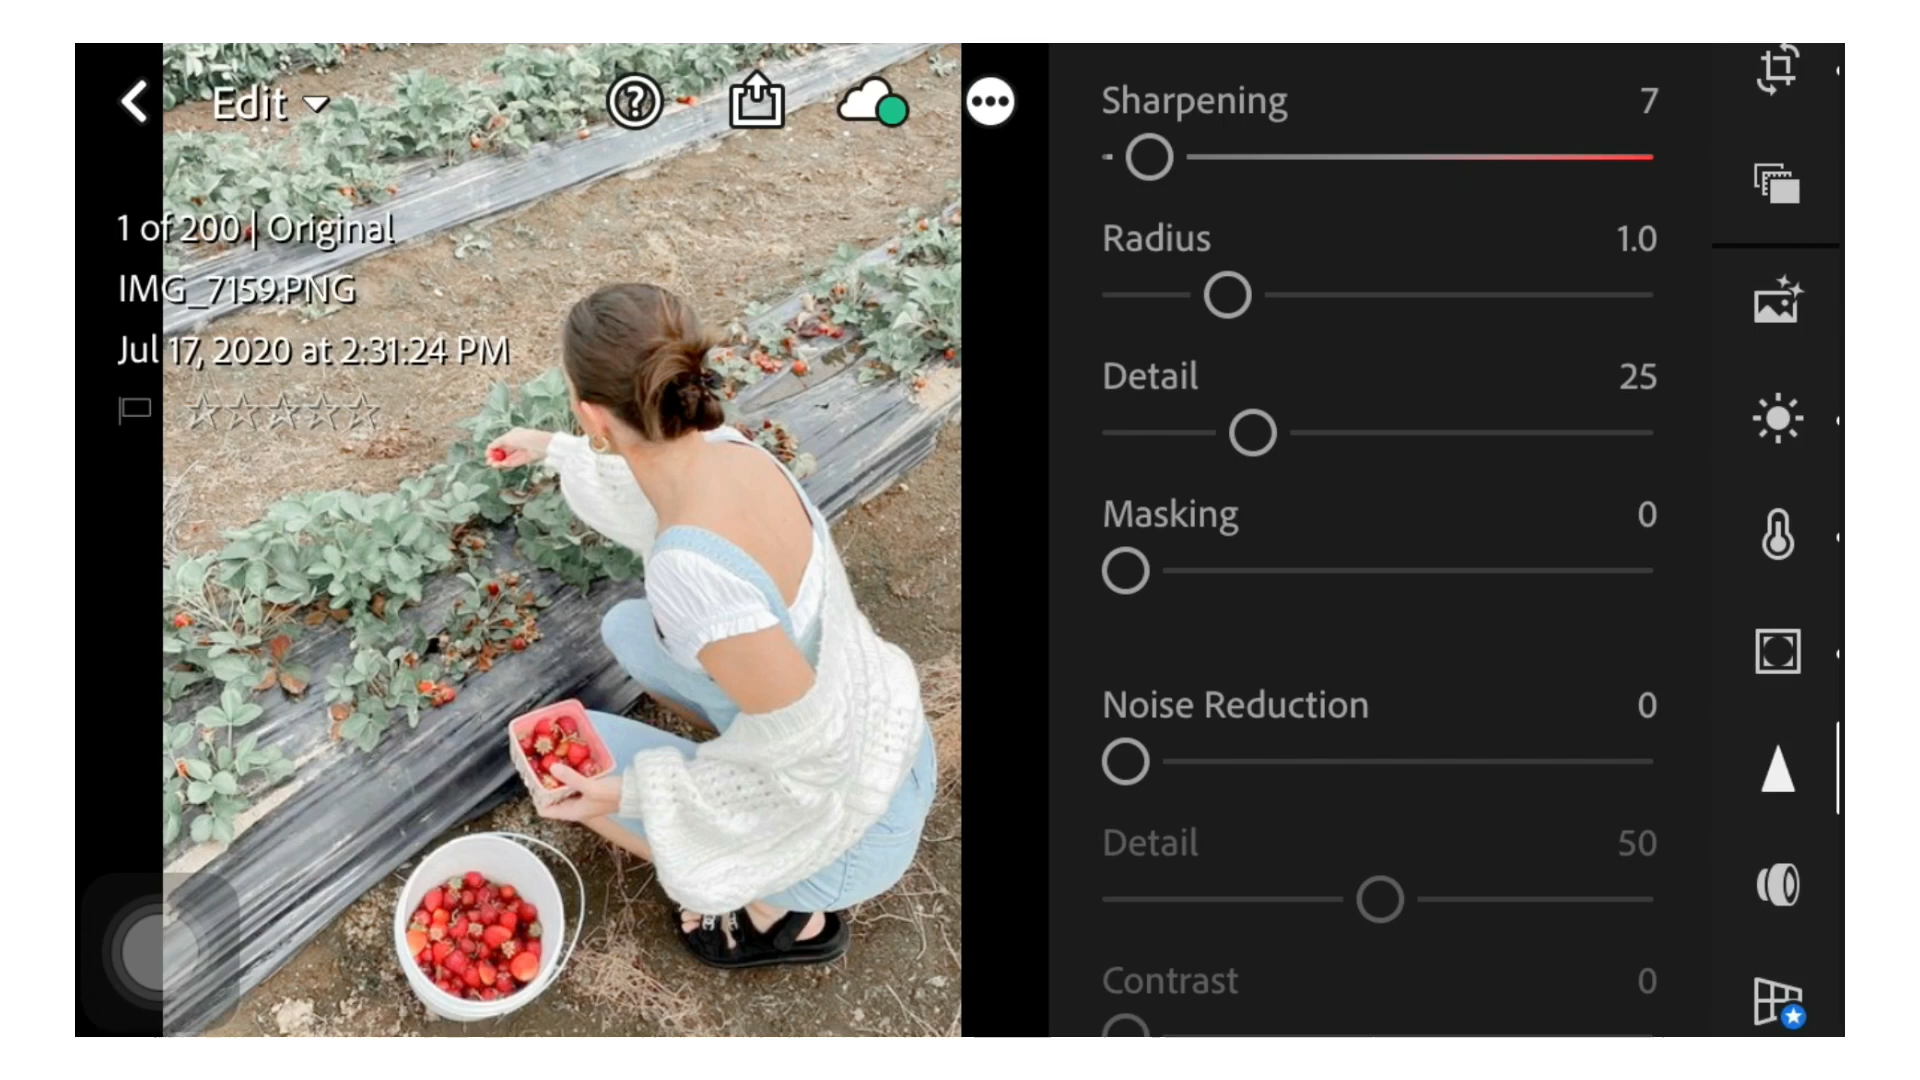 Edit
1 of 200 | Original
IMG_7159.PNG
Jul 17, 2020 at 2:31:24 PM
Sharpening 7
Radius 1.0
Detail 25
Masking 0
Noise Reduction 0
Detail 50
Contrast 0